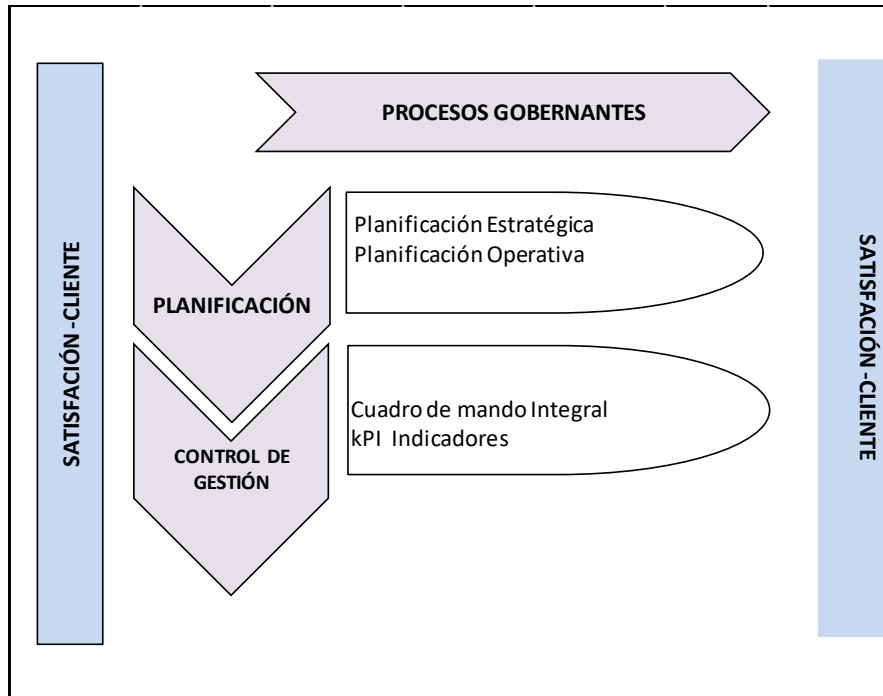 SATISFACIÓN -CLIENTE
PROCESOS GOBERNANTES
PLANIFICACIÓN
Planificación Estratégica
Planificación Operativa
CONTROL DE
GESTIÓN
Cuadro de mando Integral
kPI Indicadores
SATISFACIÓN -CLIENTE